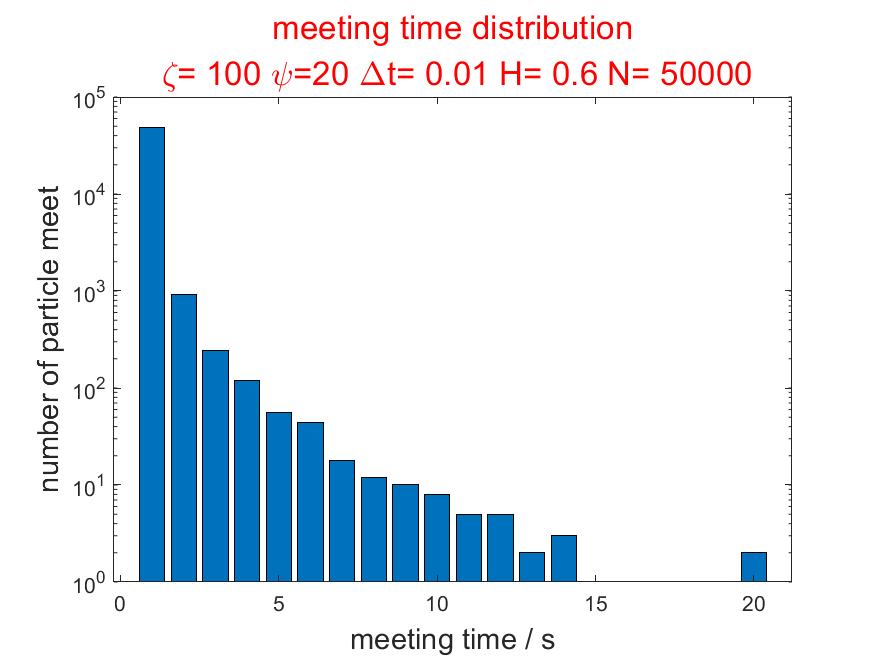 meeting time distribution
ζ= 100 ψ=20 Δt= 0.01 H= 0.6 N= 50000
number of particle meet
10^5
10^4
10^3
10^2
10^1
10^0
0 5 10 15 20
meeting time / s